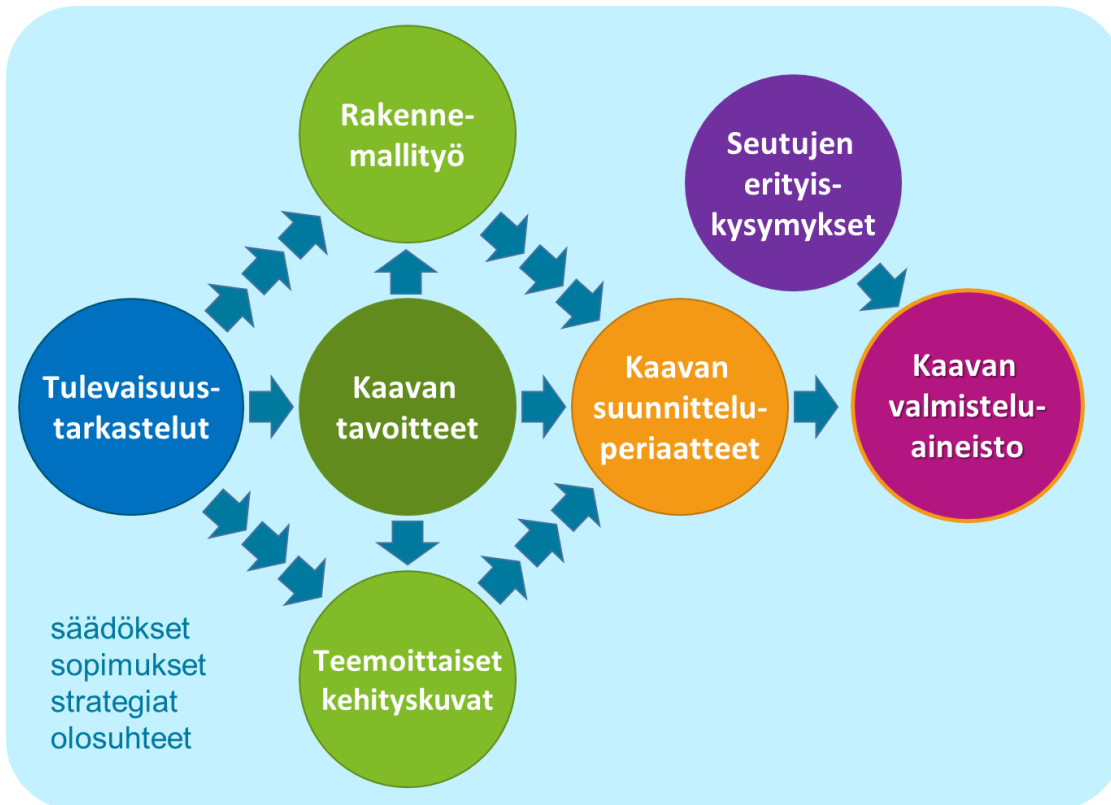 Rakenne-
mallityö
Seutujen
erityis-
kysymykset
Tulevaisuus-
tarkastelut
Kaavan
tavoitteet
Kaavan
suunnittelu-
periaatteet
Kaavan
valmistelu-
aineisto
Teemoittaiset
kehityskuvat
säädökset
sopimukset
strategiat
olosuhteet